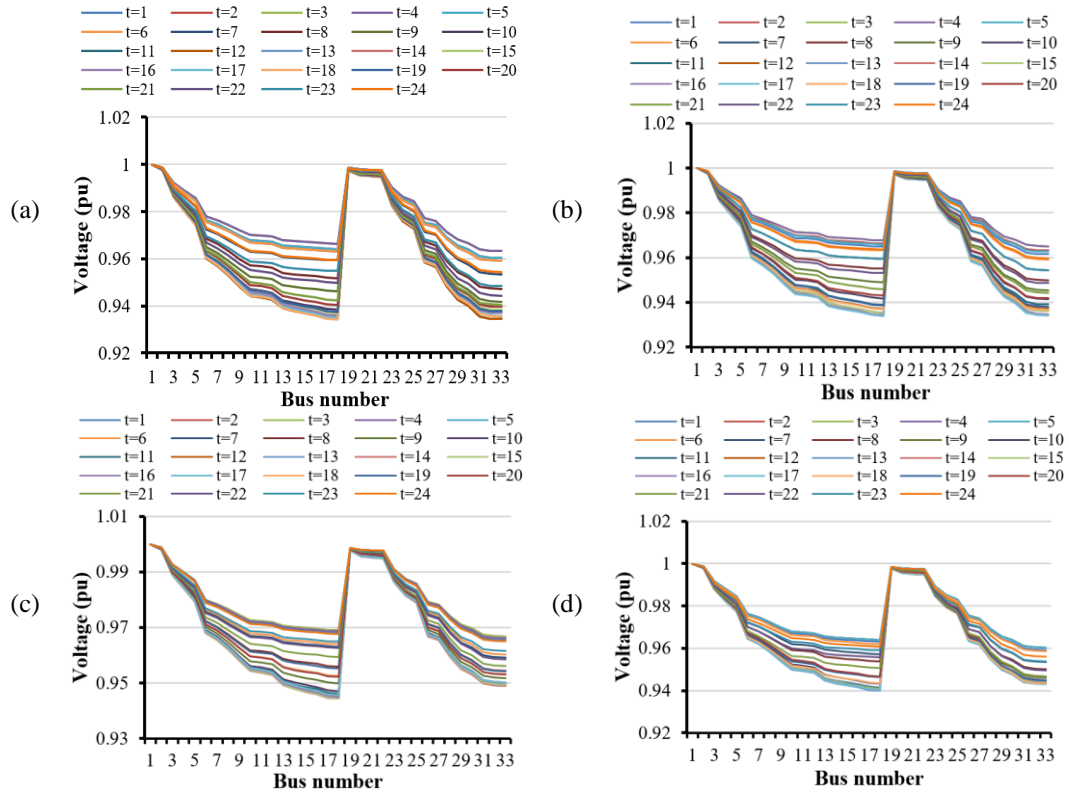 t=1 t=2 t=3 t=4 t=5
t=6 t=7 t=8 t=9 t=10
t=11 t=12 t=13 t=14 t=15
t=16 t=17 t=18 t=19 t=20
t=21 t=22 t=23 t=24
1.02
1
0.98
0.96
0.94
0.92
Voltage (pu)
(a)
1 3 5 7 9 11 13 15 17 19 21 23 25 27 29 31 33
Bus number
t=1 t=2 t=3 t=4 t=5
t=6 t=7 t=8 t=9 t=10
t=11 t=12 t=13 t=14 t=15
t=16 t=17 t=18 t=19 t=20
t=21 t=22 t=23 t=24
1.02
1
0.98
0.96
0.94
0.92
Voltage (pu)
(b)
1 3 5 7 9 11 13 15 17 19 21 23 25 27 29 31 33
Bus number
t=1 t=2 t=3 t=4 t=5
t=6 t=7 t=8 t=9 t=10
t=11 t=12 t=13 t=14 t=15
t=16 t=17 t=18 t=19 t=20
t=21 t=22 t=23 t=24
1.01
0.99
0.97
0.95
0.93
Voltage (pu)
(c)
1 3 5 7 9 11 13 15 17 19 21 23 25 27 29 31 33
Bus number
t=1 t=2 t=3 t=4 t=5
t=6 t=7 t=8 t=9 t=10
t=11 t=12 t=13 t=14 t=15
t=16 t=17 t=18 t=19 t=20
t=21 t=22 t=23 t=24
1.02
1
0.98
0.96
0.94
0.92
Voltage (pu)
(d)
1 3 5 7 9 11 13 15 17 19 21 23 25 27 29 31 33
Bus number